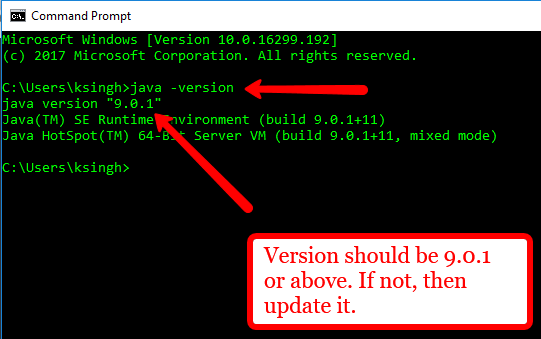 Command Prompt
Microsoft Windows [Version 10.0.16299.192]
(c) 2017 Microsoft Corporation. All rights reserved.
C:\Users\ksingh>java -version
java version "9.0.1"
Java(TM) SE Runtime Environment (build 9.0.1+11)
Java HotSpot(TM) 64-Bit Server VM (build 9.0.1+11, mixed mode)
C:\Users\ksingh>
Version should be 9.0.1
or above. If not, then
update it.